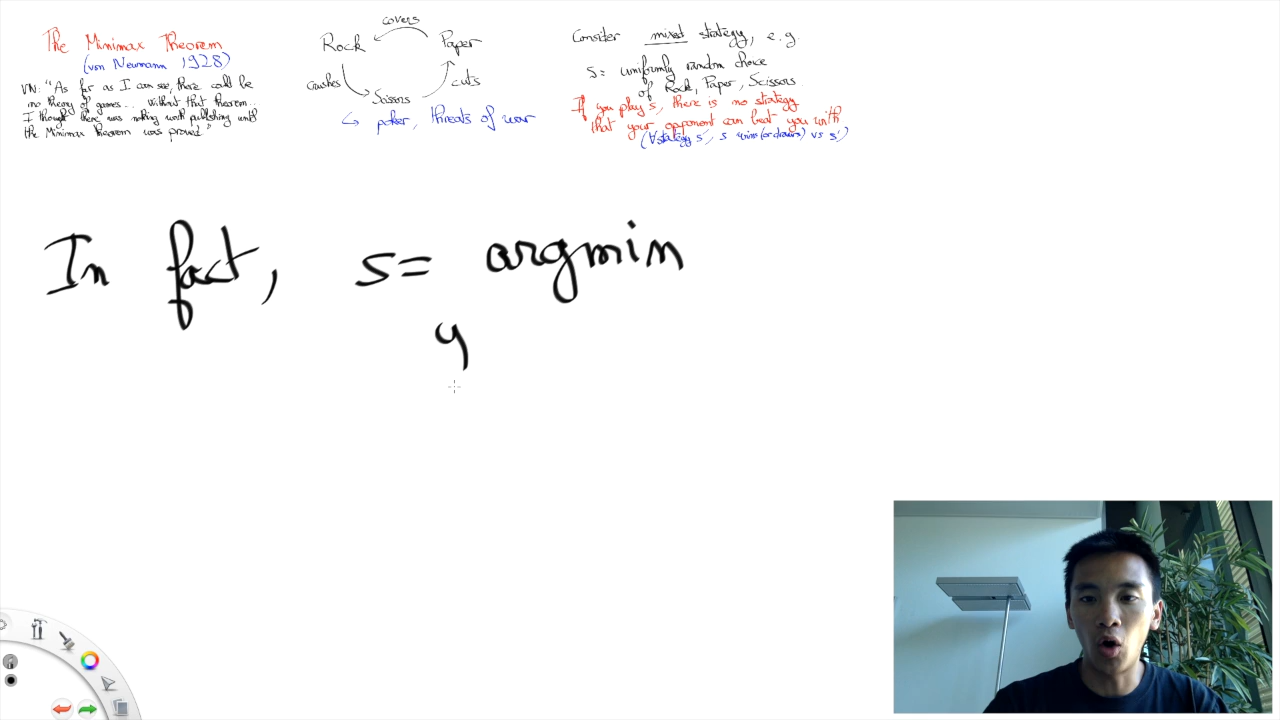 The Minimax Theorem
(von Neumann, 1928)
VN: "As far as I can see, there could be
no theory of games... without that theorem...
I though there was nothing worth publishing until
the Minimax Theorem was proved"
covers
Rock Paper
crushes cuts
Scissors
↳ poker, threats of war
Consider mixed strategy, e.g.
s = uniformly random choice
of Rock, Paper, Scissors.
If you play s, there is no strategy
that your opponent can beat you with
(∀ strategy s', s wins (or draws) vs s')
In fact, s = argmin
y